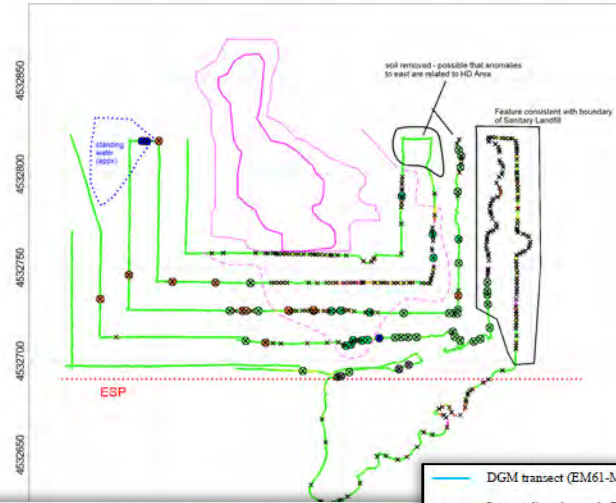 soil removed - possible that anomalies
to east are related to HD Area
Feature consistent with boundary
of Sanitary Landfill
standing
water
(appx)
4532850
4532800
4532750
4532700
4532650
ESP
DGM transect (EM61-M